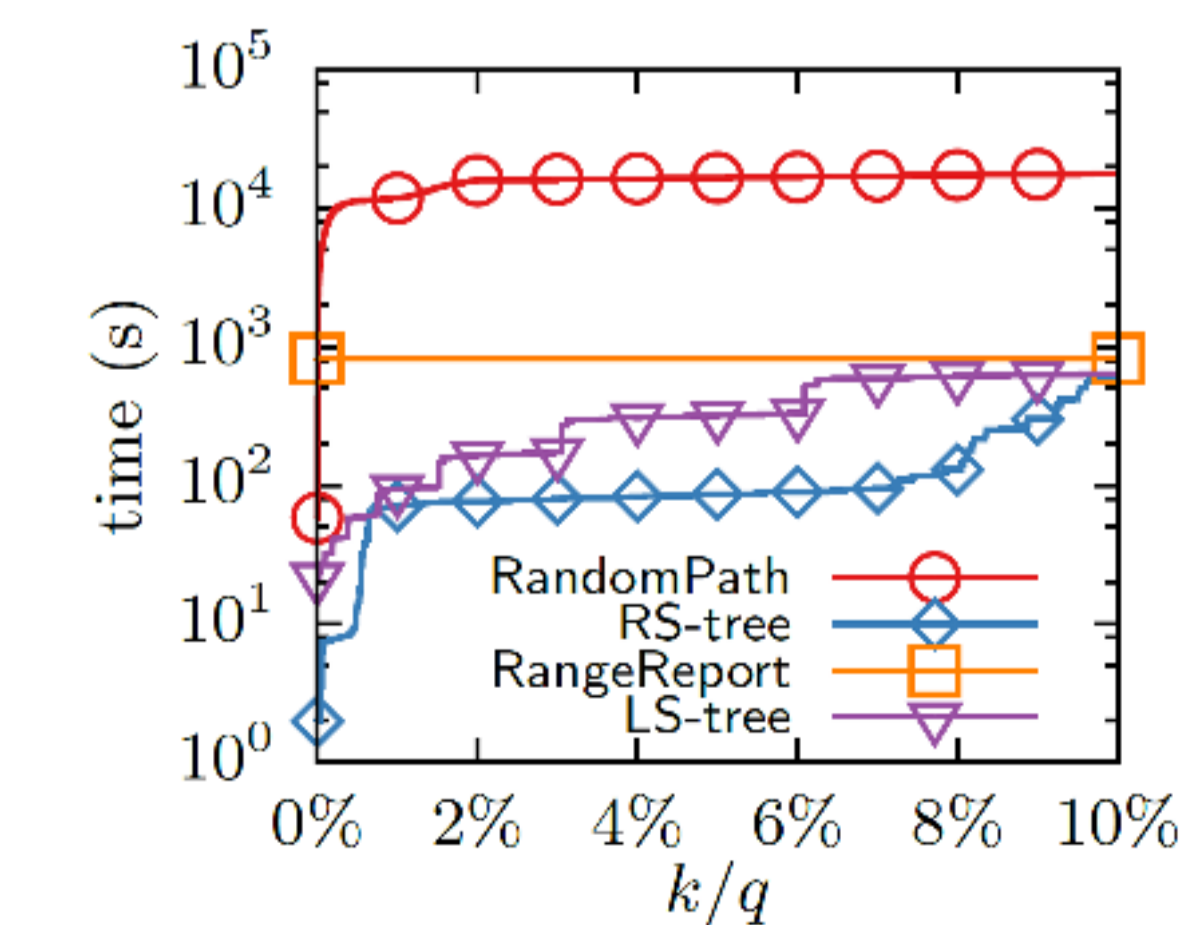 10^5
10^4
10^3
10^2
10^1
10^0
time (s)
RandomPath
RS-tree
RangeReport
LS-tree
0% 2% 4% 6% 8% 10%
k/q